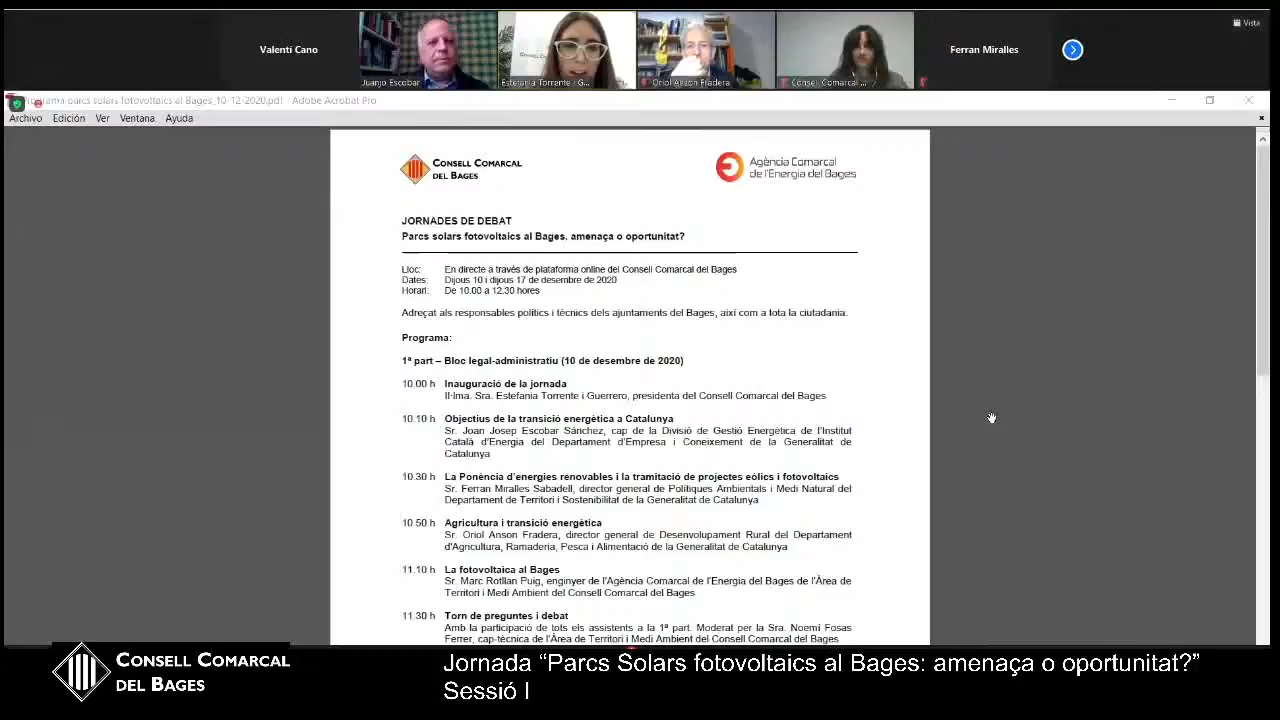 Vista
Valentí Cano
Ferran Miralles
Juanjo Escobar
Estefania Torrente i G...
Oriol Anson Fradera
Consell Comarcal ...
parcs solars fotovoltaics al Bages_10-12-2020.pdf - Adobe Acrobat Pro
Archivo Edición Ver Ventana Ayuda
CONSELL COMARCAL
DEL BAGES
Agència Comarcal
de l'Energia del Bages
JORNADES DE DEBAT
Parcs solars fotovoltaics al Bages, amenaça o oportunitat?
Lloc: En directe a través de plataforma online del Consell Comarcal del Bages
Dates: Dijous 10 i dijous 17 de desembre de 2020
Horari: De 10.00 a 12.30 hores
Adreçat als responsables polítics i tècnics dels ajuntaments del Bages, així com a tota la ciutadania.
Programa:
1ª part – Bloc legal-administratiu (10 de desembre de 2020)
10.00 h Inauguració de la jornada
Il·lma. Sra. Estefania Torrente i Guerrero, presidenta del Consell Comarcal del Bages
10.10 h Objectius de la transició energètica a Catalunya
Sr. Joan Josep Escobar Sánchez, cap de la Divisió de Gestió Energètica de l'Institut
Català d'Energia del Departament d'Empresa i Coneixement de la Generalitat de
Catalunya
10.30 h La Ponència d'energies renovables i la tramitació de projectes eòlics i fotovoltaics
Sr. Ferran Miralles Sabadell, director general de Polítiques Ambientals i Medi Natural del
Departament de Territori i Sostenibilitat de la Generalitat de Catalunya
10.50 h Agricultura i transició energètica
Sr. Oriol Anson Fradera, director general de Desenvolupament Rural del Departament
d'Agricultura, Ramaderia, Pesca i Alimentació de la Generalitat de Catalunya
11.10 h La fotovoltaica al Bages
Sr. Marc Rotllan Puig, enginyer de l'Agència Comarcal de l'Energia del Bages de l'Àrea de
Territori i Medi Ambient del Consell Comarcal del Bages
11.30 h Torn de preguntes i debat
Amb la participació de tots els assistents a la 1ª part. Moderat per la Sra. Noemí Fosas
Ferrer, cap-tècnica de l'Àrea de Territori i Medi Ambient del Consell Comarcal del Bages
CONSELL COMARCAL
DEL BAGES
Jornada “Parcs Solars fotovoltaics al Bages: amenaça o oportunitat?”
Sessió I